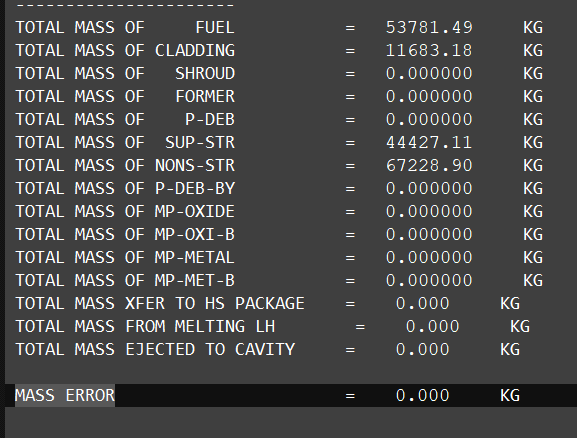 ----------------------
TOTAL MASS OF     FUEL           =   53781.49     KG
TOTAL MASS OF CLADDING           =   11683.18     KG
TOTAL MASS OF   SHROUD           =   0.000000     KG
TOTAL MASS OF   FORMER           =   0.000000     KG
TOTAL MASS OF    P-DEB           =   0.000000     KG
TOTAL MASS OF  SUP-STR           =   44427.11     KG
TOTAL MASS OF NONS-STR           =   67228.90     KG
TOTAL MASS OF P-DEB-BY           =   0.000000     KG
TOTAL MASS OF MP-OXIDE           =   0.000000     KG
TOTAL MASS OF MP-OXI-B           =   0.000000     KG
TOTAL MASS OF MP-METAL           =   0.000000     KG
TOTAL MASS OF MP-MET-B           =   0.000000     KG
TOTAL MASS XFER TO HS PACKAGE    =    0.000     KG
TOTAL MASS FROM MELTING LH        =    0.000     KG
TOTAL MASS EJECTED TO CAVITY     =    0.000     KG
MASS ERROR                       =    0.000     KG